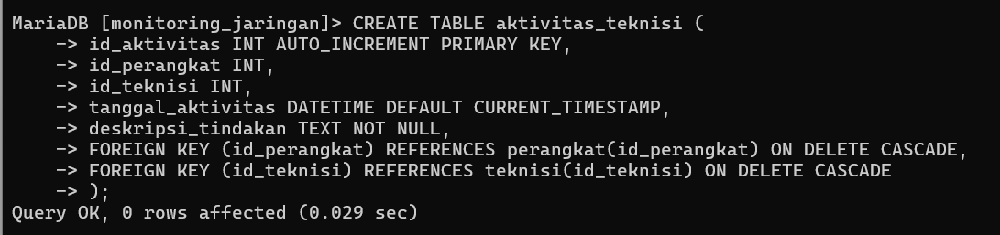 MariaDB [monitoring_jaringan]> CREATE TABLE aktivitas_teknisi (
    -> id_aktivitas INT AUTO_INCREMENT PRIMARY KEY,
    -> id_perangkat INT,
    -> id_teknisi INT,
    -> tanggal_aktivitas DATETIME DEFAULT CURRENT_TIMESTAMP,
    -> deskripsi_tindakan TEXT NOT NULL,
    -> FOREIGN KEY (id_perangkat) REFERENCES perangkat(id_perangkat) ON DELETE CASCADE,
    -> FOREIGN KEY (id_teknisi) REFERENCES teknisi(id_teknisi) ON DELETE CASCADE
    -> );
Query OK, 0 rows affected (0.029 sec)